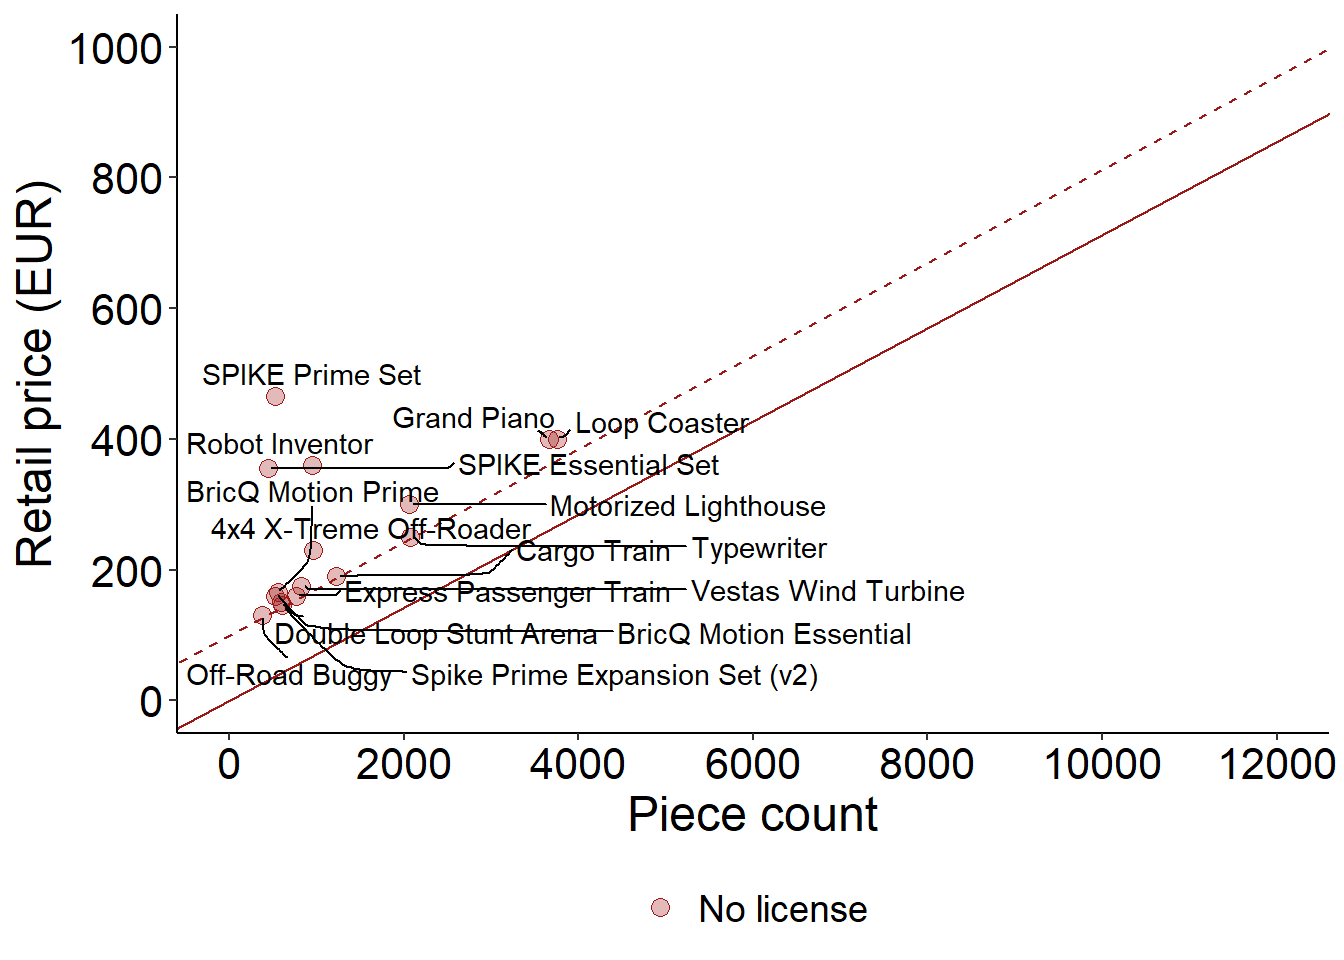 1000
800
600
400
200
0
Retail price (EUR)
SPIKE Prime Set
Grand Piano
Loop Coaster
Robot Inventor
SPIKE Essential Set
BricQ Motion Prime
Motorized Lighthouse
4x4 X-Treme Off-Roader
Cargo Train
Typewriter
Express Passenger Train
Vestas Wind Turbine
Double Loop Stunt Arena
BricQ Motion Essential
Off-Road Buggy
Spike Prime Expansion Set (v2)
0 2000 4000 6000 8000 10000 12000
Piece count
No license